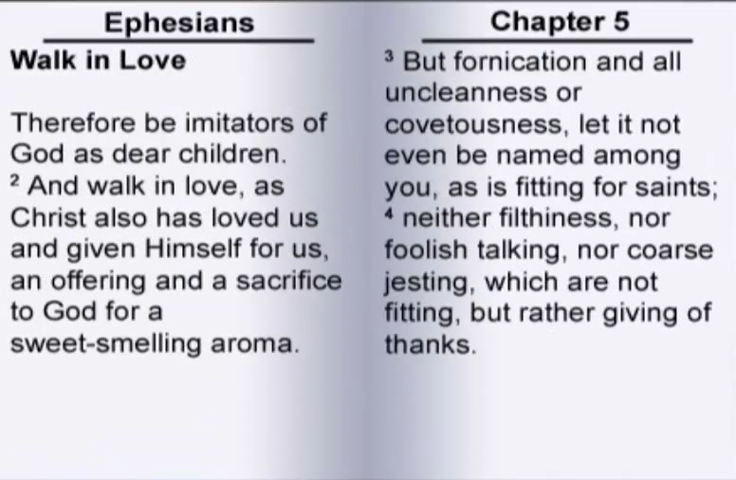 Ephesians
Walk in Love
Therefore be imitators of
God as dear children.
² And walk in love, as
Christ also has loved us
and given Himself for us,
an offering and a sacrifice
to God for a
sweet-smelling aroma.
Chapter 5
³ But fornication and all
uncleanness or
covetousness, let it not
even be named among
you, as is fitting for saints;
⁴ neither filthiness, nor
foolish talking, nor coarse
jesting, which are not
fitting, but rather giving of
thanks.